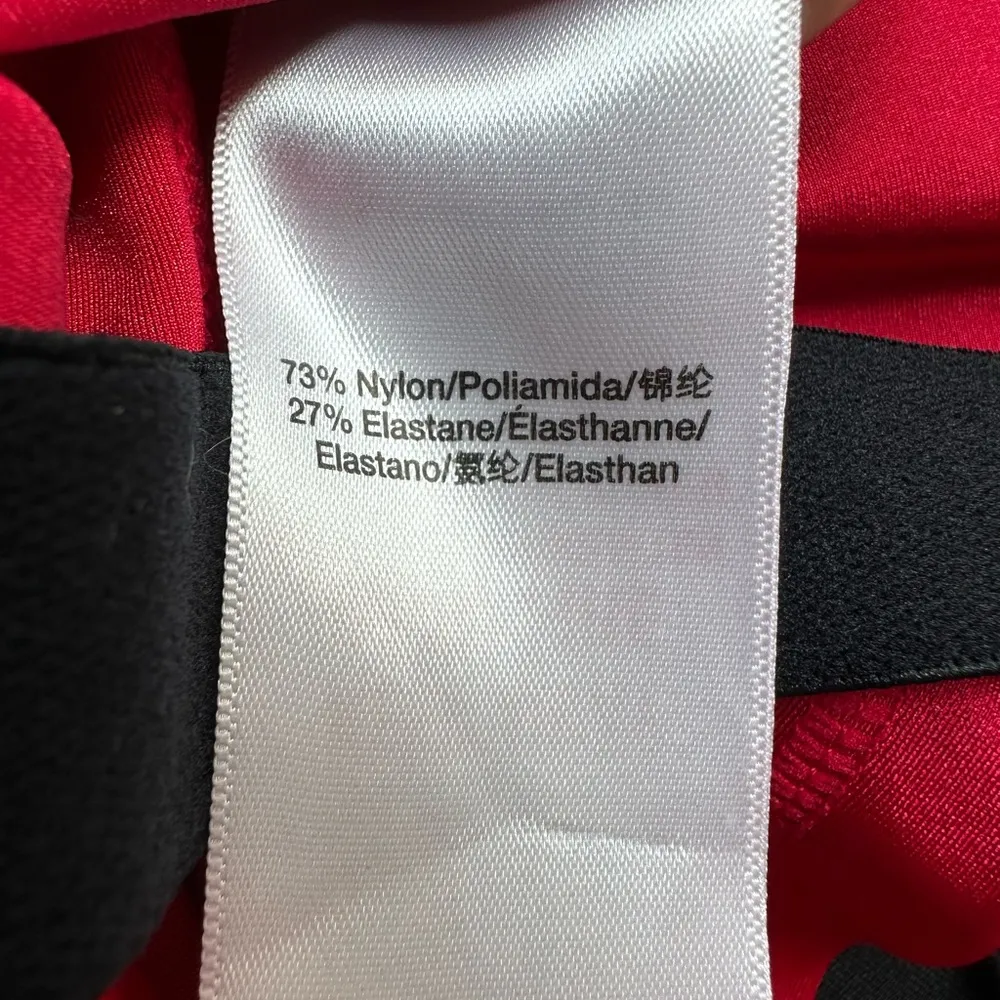 73% Nylon/Poliamida/锦纶
27% Elastane/Élasthanne/
Elastano/氨纶/Elasthan